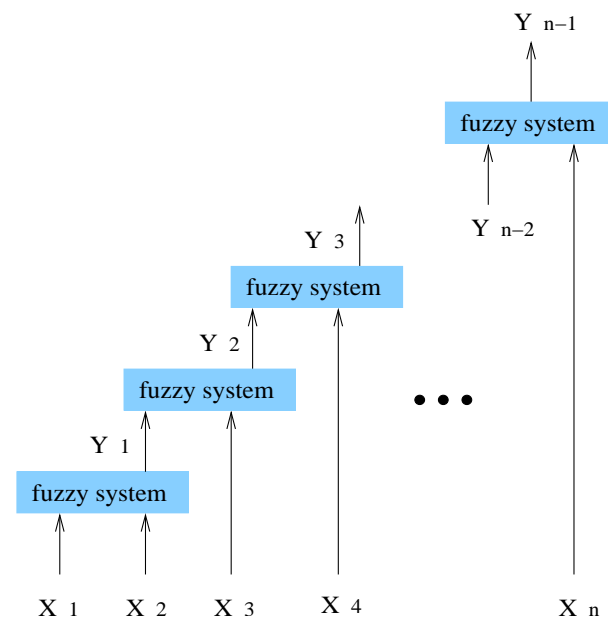 Y n–1
fuzzy system
Y n–2
Y 3
fuzzy system
Y 2
fuzzy system
Y 1
fuzzy system
X 1 X 2 X 3 X 4 X n